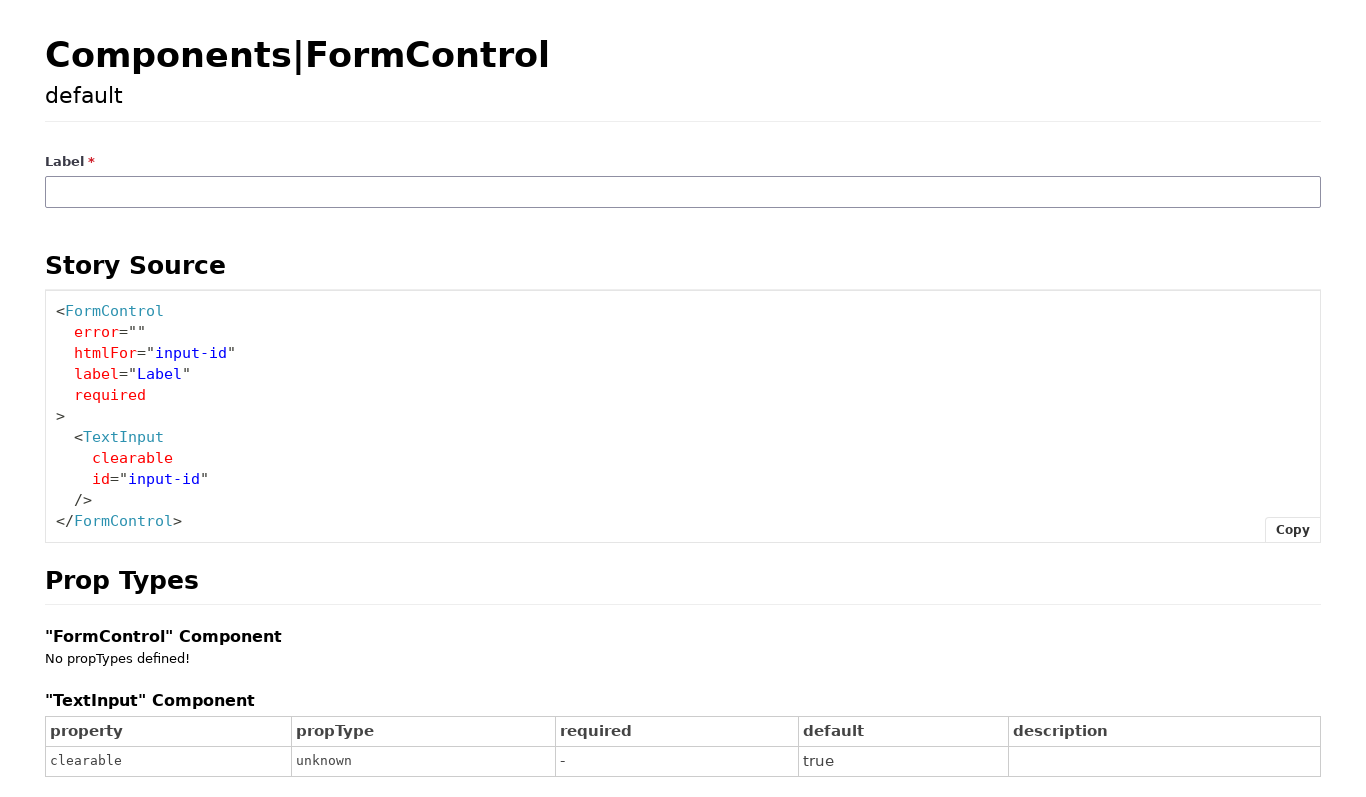 Components|FormControl
default
Label *
Story Source
<FormControl
  error=""
  htmlFor="input-id"
  label="Label"
  required
>
  <TextInput
    clearable
    id="input-id"
  />
</FormControl>
Copy
Prop Types
"FormControl" Component
No propTypes defined!
"TextInput" Component
property propType required default description
clearable unknown - true